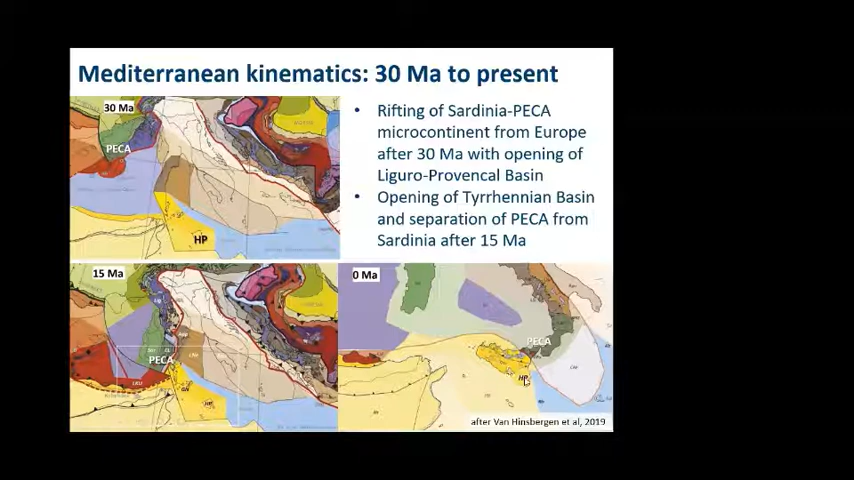 Mediterranean kinematics: 30 Ma to present
30 Ma
PECA
HP
• Rifting of Sardinia-PECA
microcontinent from Europe
after 30 Ma with opening of
Liguro-Provencal Basin
• Opening of Tyrrhennian Basin
and separation of PECA from
Sardinia after 15 Ma
15 Ma
PECA
HP
0 Ma
PECA
HP
after Van Hinsbergen et al, 2019